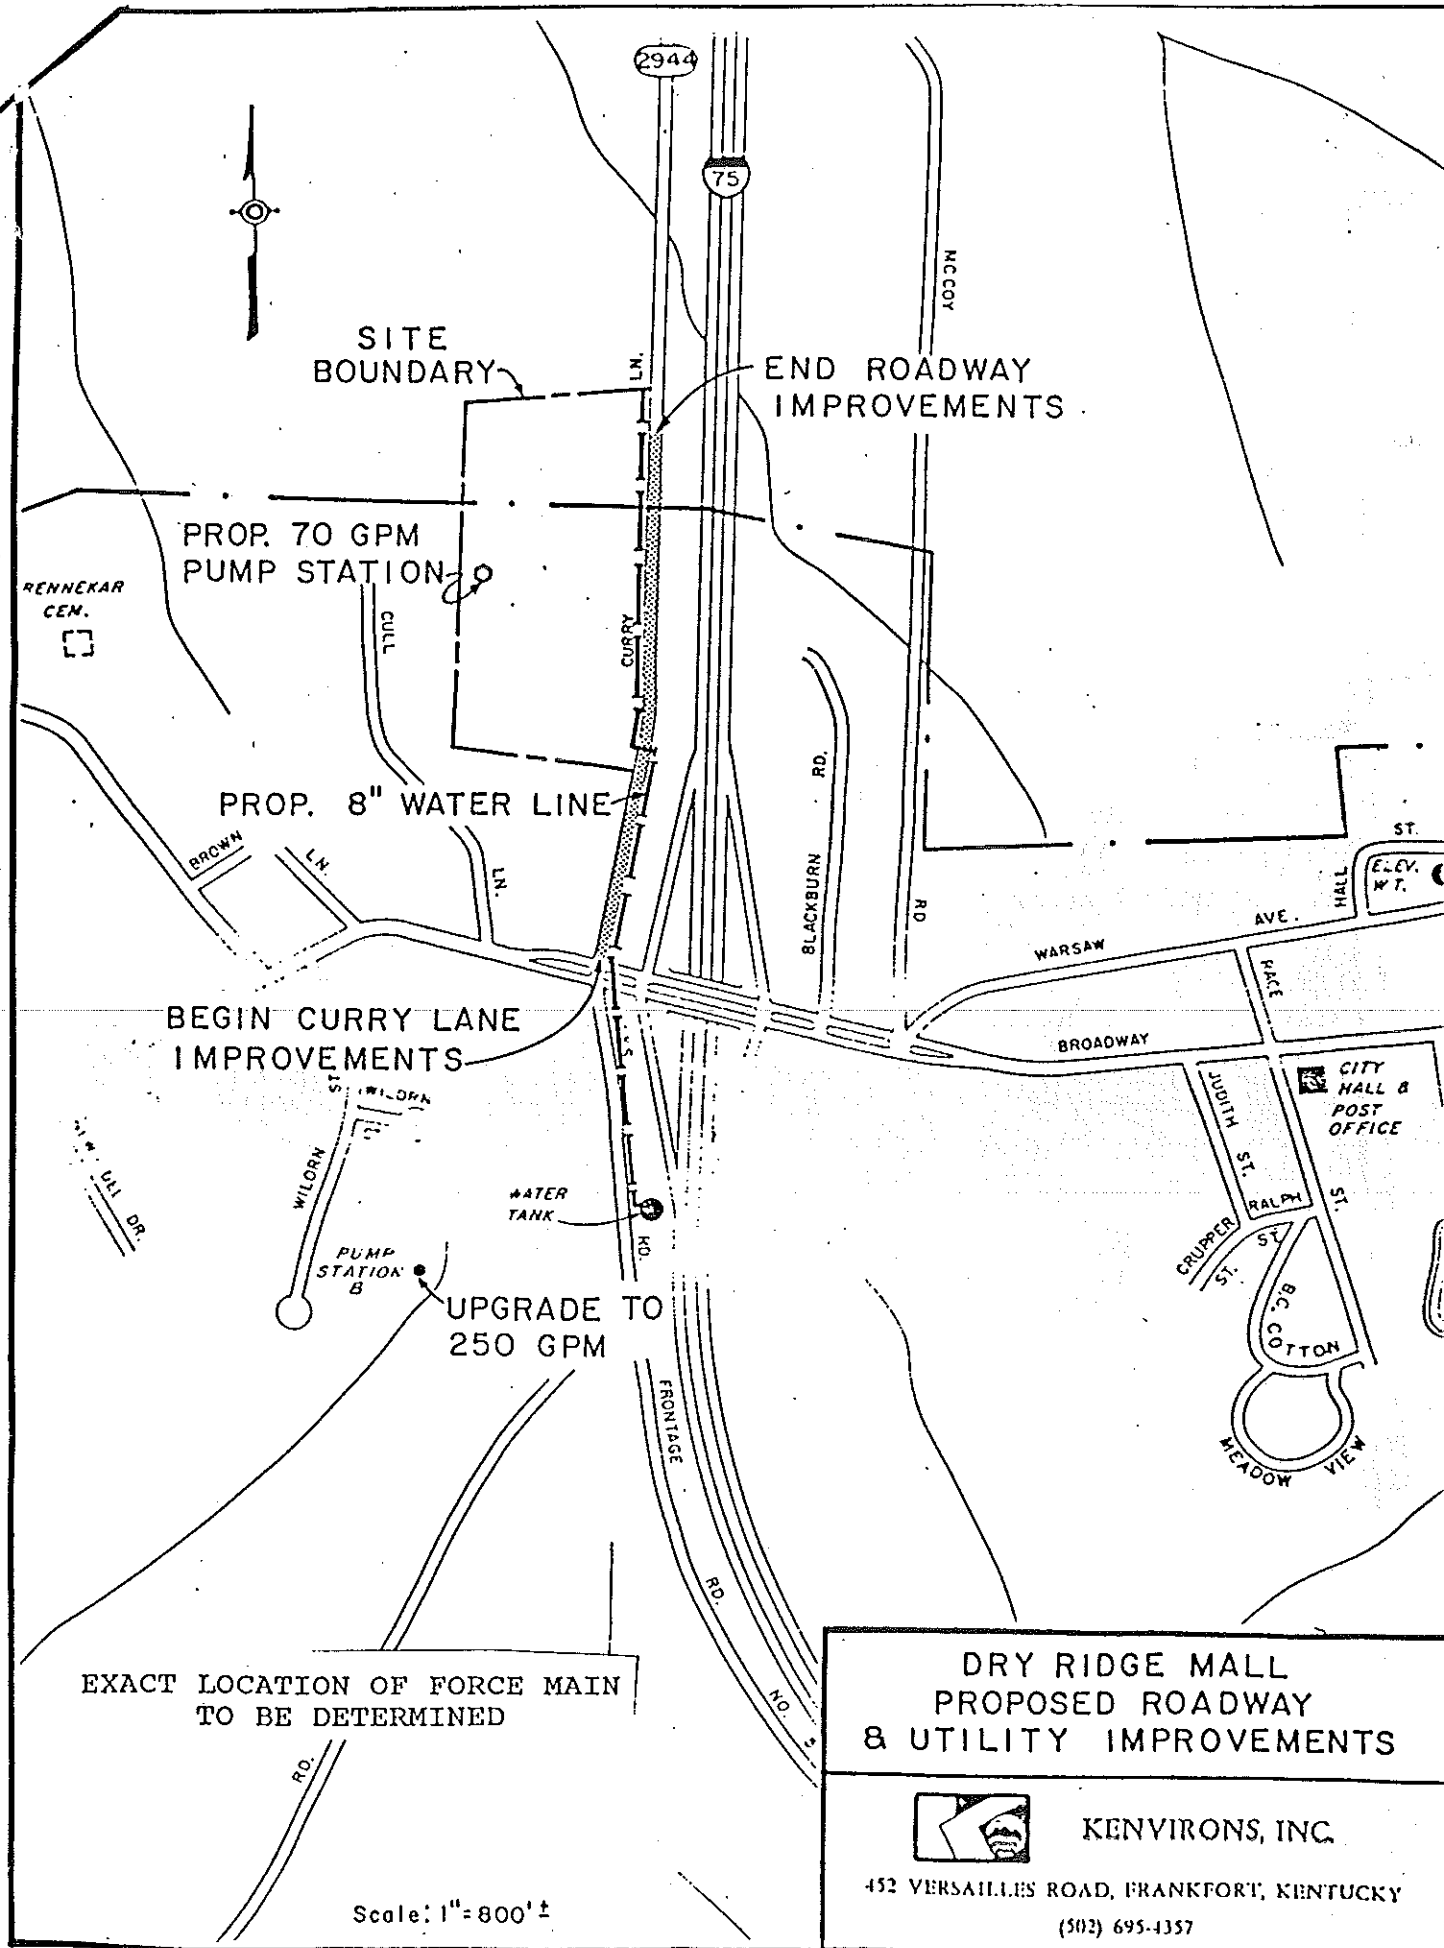 2944
75
MCCOY
SITE
BOUNDARY
LN.
END ROADWAY
IMPROVEMENTS
PROP. 70 GPM
PUMP STATION
RENNEKAR
CEM.
CULL
CURRY
RD.
PROP. 8" WATER LINE
BROWN
LN.
LN.
BLACKBURN
RD
HALL
ST.
ELEV.
W T.
WARSAW
AVE.
RACE
BEGIN CURRY LANE
IMPROVEMENTS
BROADWAY
CITY
HALL &
POST
OFFICE
ST
WILDRN
WILDRN
JUDITH
ST.
DR.
WATER
TANK
RD.
RALPH
ST.
ST.
CRUPPER
ST.
PUMP
STATION
B
UPGRADE TO
250 GPM
B.C. COTTON
FRONTAGE
MEADOW VIEW
RD.
NO.
EXACT LOCATION OF FORCE MAIN
TO BE DETERMINED
RD.
Scale: 1"=800'±
DRY RIDGE MALL
PROPOSED ROADWAY
& UTILITY IMPROVEMENTS
KENVIRONS, INC.
452 VERSAILLES ROAD, FRANKFORT, KENTUCKY
(502) 695-4357